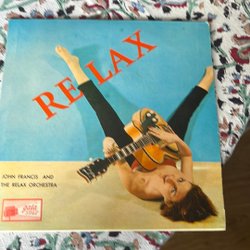 RELAX
JOHN FRANCIS AND
THE RELAX ORCHESTRA